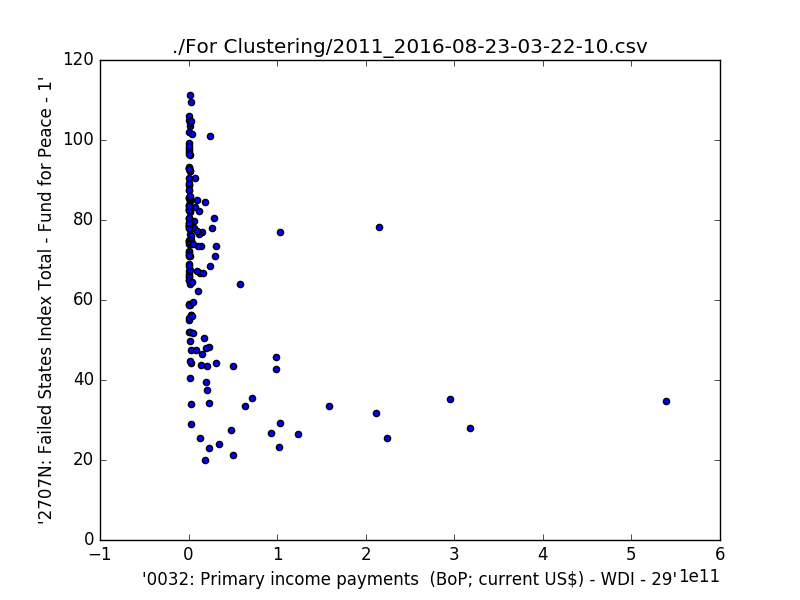 ./For Clustering/2011_2016-08-23-03-22-10.csv
120
100
80
60
40
20
0
'2707N: Failed States Index Total - Fund for Peace - 1'
−1 0 1 2 3 4 5 6
1e11
'0032: Primary income payments  (BoP; current US$) - WDI - 29'